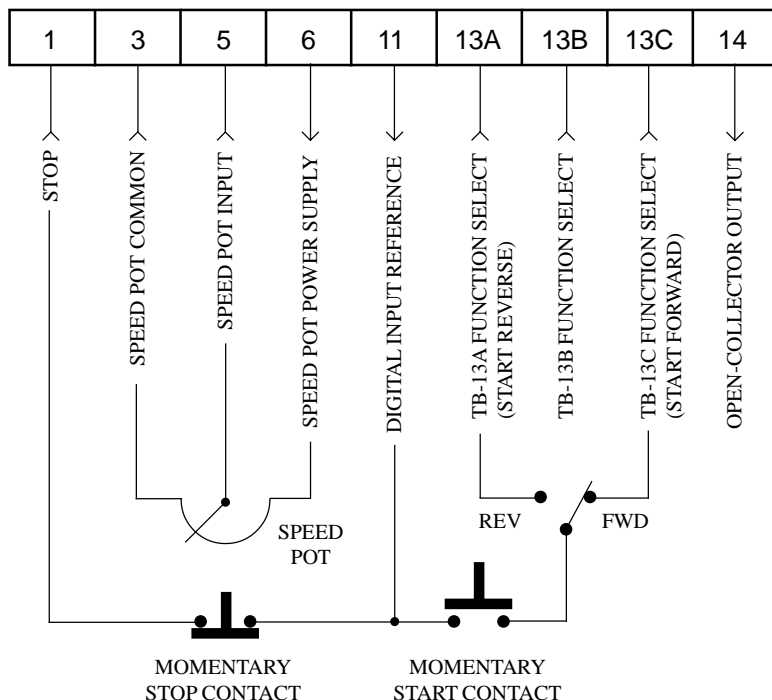 1 3 5 6 11 13A 13B 13C 14
STOP
SPEED POT COMMON
SPEED POT INPUT
SPEED POT POWER SUPPLY
DIGITAL INPUT REFERENCE
TB-13A FUNCTION SELECT
(START REVERSE)
TB-13B FUNCTION SELECT
TB-13C FUNCTION SELECT
(START FORWARD)
OPEN-COLLECTOR OUTPUT
SPEED
POT
REV
FWD
MOMENTARY
STOP CONTACT
MOMENTARY
START CONTACT